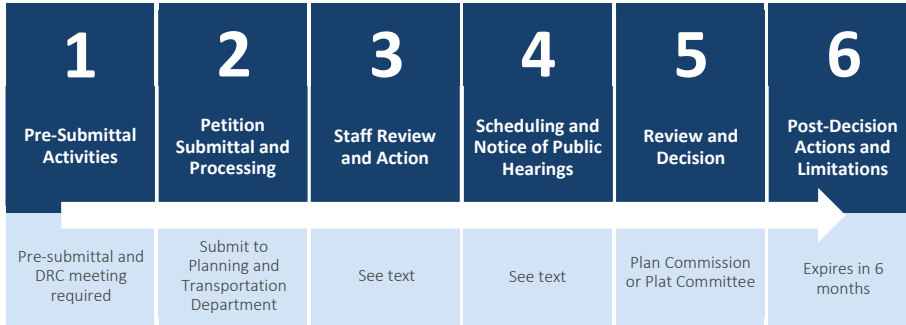 1
Pre-Submittal
Activities
Pre-submittal and
DRC meeting
required
2
Petition
Submittal and
Processing
Submit to
Planning and
Transportation
Department
3
Staff Review
and Action
See text
4
Scheduling and
Notice of Public
Hearings
See text
5
Review and
Decision
Plan Commission
or Plat Committee
6
Post-Decision
Actions and
Limitations
Expires in 6
months